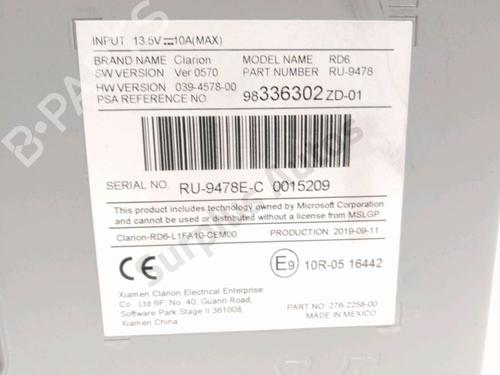 INPUT: 13.5V⎓10A(MAX)
BRAND NAME Clarion MODEL NAME RD6
SW VERSION Ver 0570 PART NUMBER RU-9478
HW VERSION 039-4578-00
PSA REFERENCE NO 98336302ZD-01
SERIAL NO. RU-9478E-C 0015209
This includes technology owned by Microsoft Corporation
and cannot be used or distributed without a license from MSLGP.
Clarion-RD6-L1FA10-CEM00 PRODUCTION: 2019-09-11
CE E9 10R-05 16442
Xiamen Clarion Electrical Enterprise
Co Ltd 6F, No. 40, Guanri Road,
Software Park Stage II 361008,
Xiamen China
PART NO: 276-2258-00
MADE IN MEXICO
B-Parts
Surplus Autos